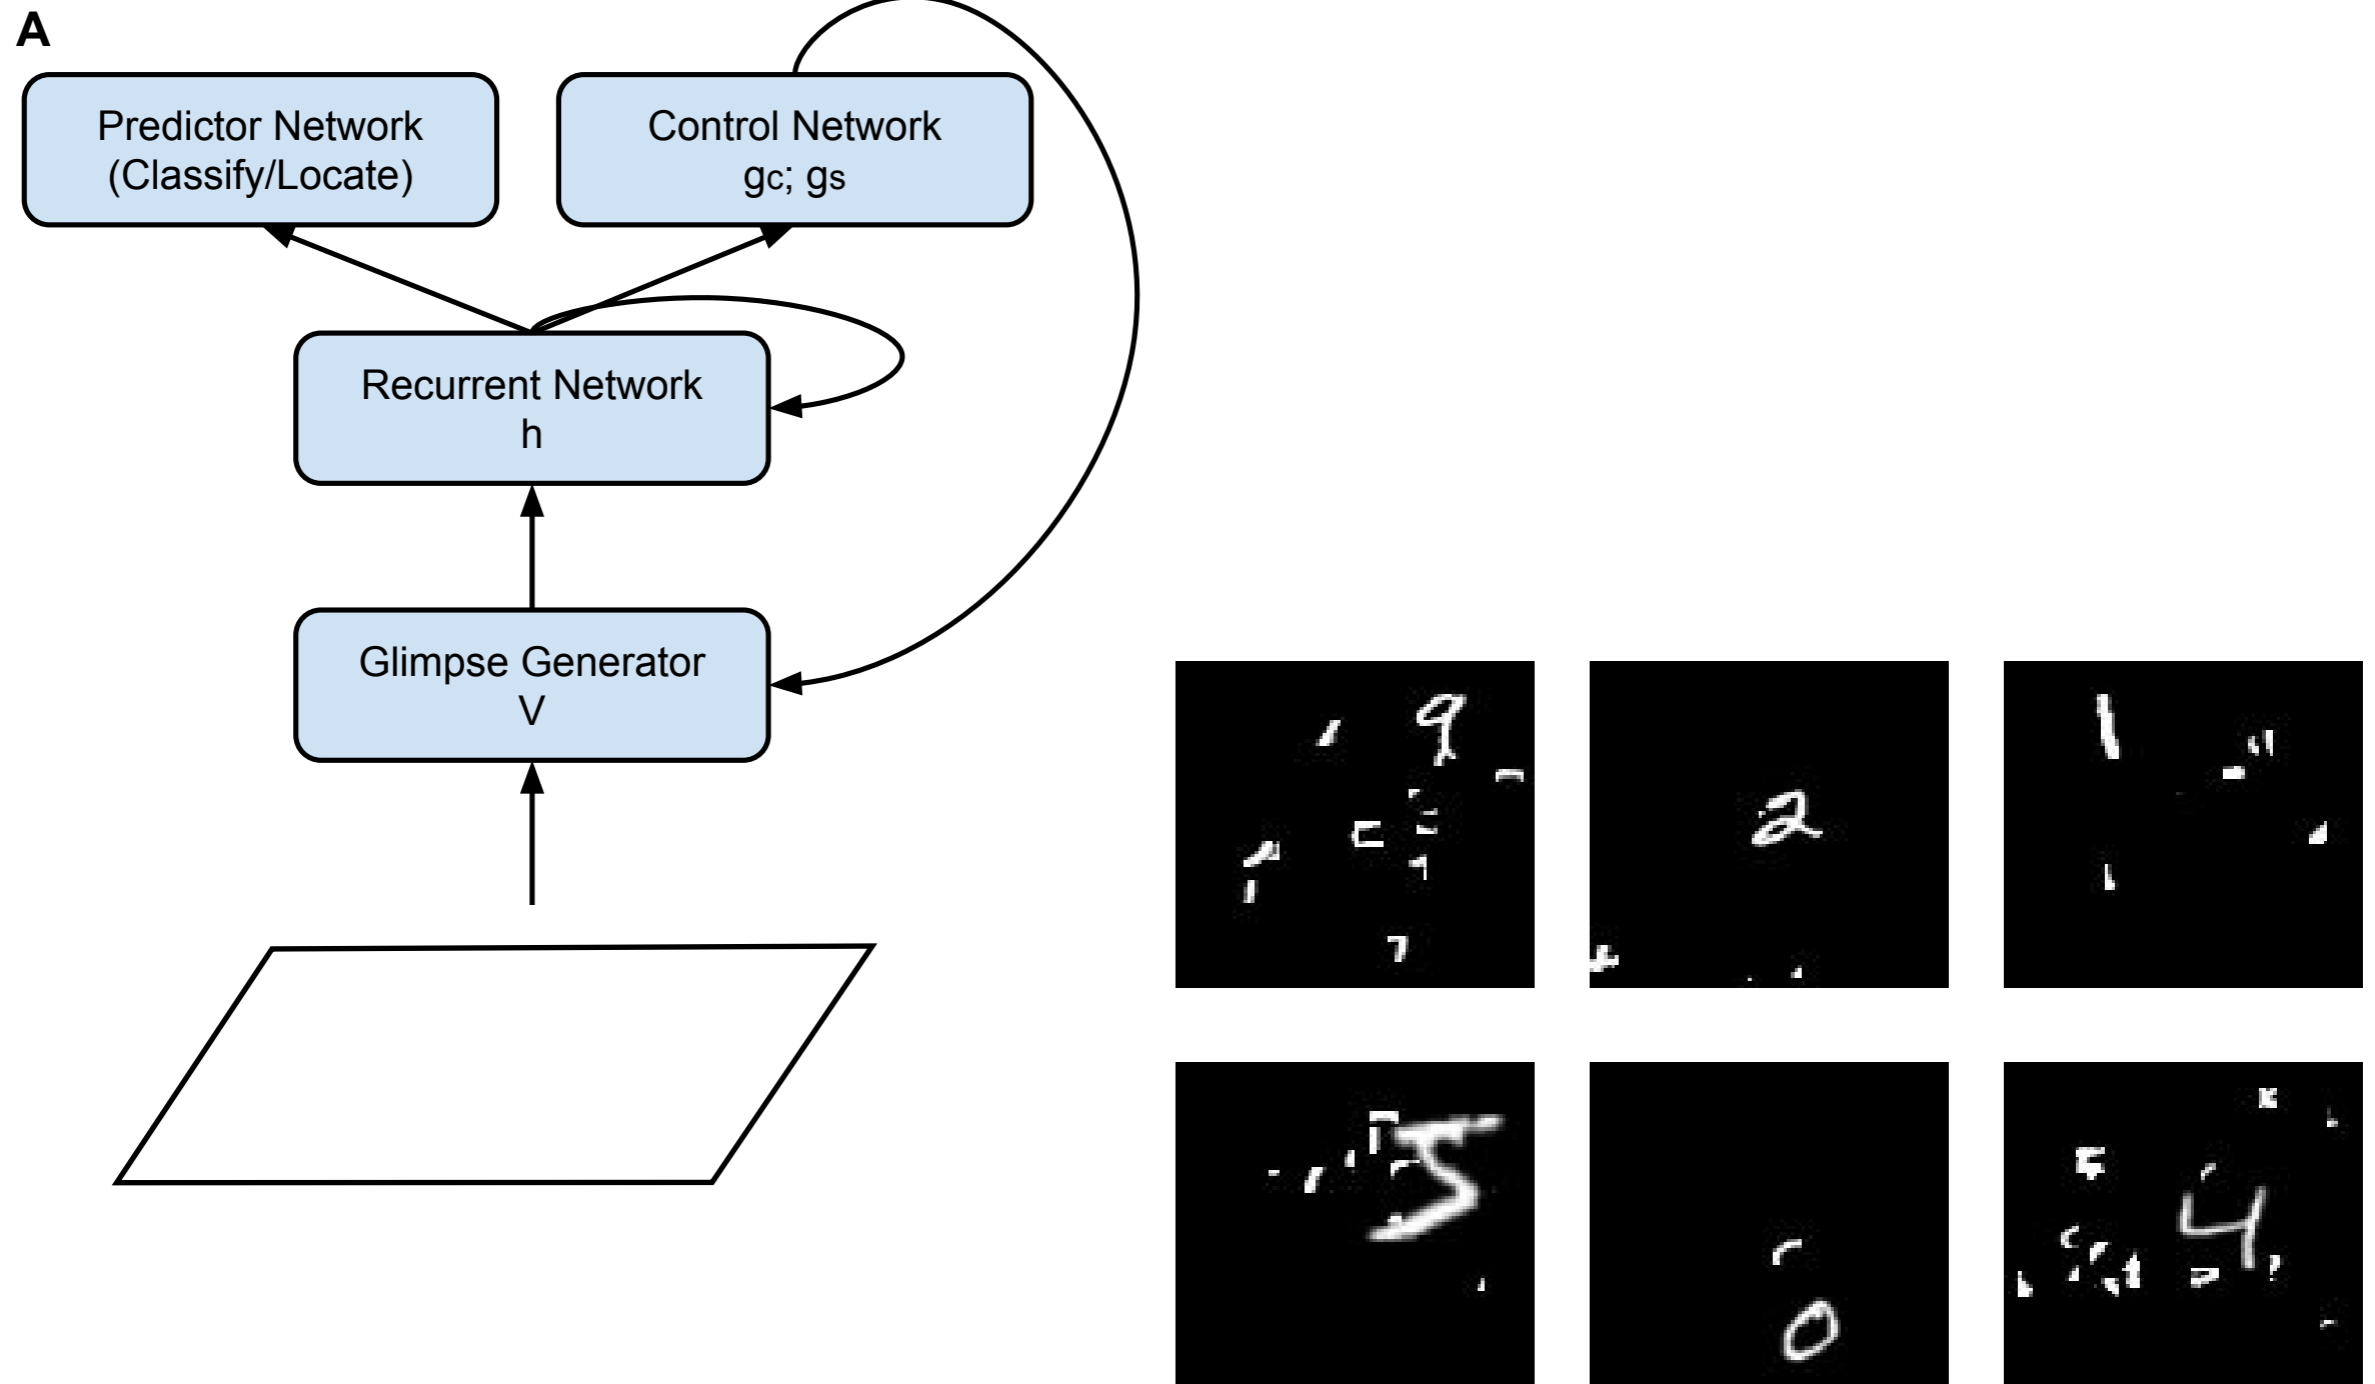 A
Predictor Network
(Classify/Locate)
Control Network
gc; gs
Recurrent Network
h
Glimpse Generator
V
9
2
1
5
0
4